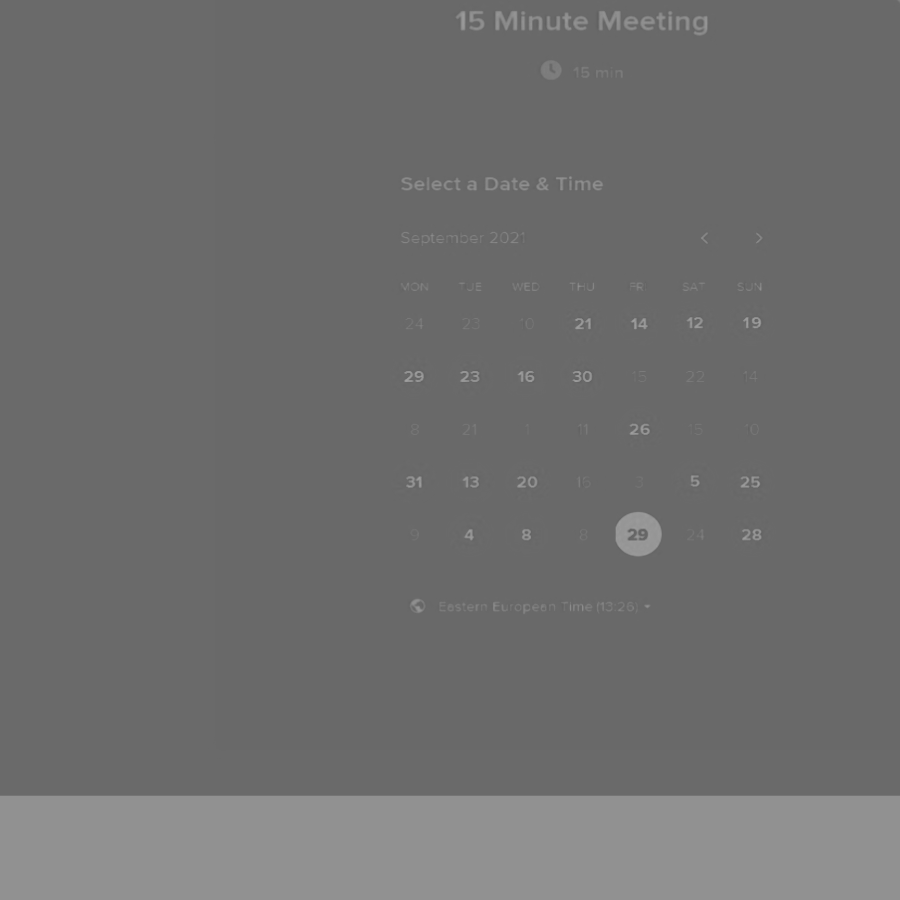 15 Minute Meeting
15 min
Select a Date & Time
September 2021
MON TUE WED THU FRI SAT SUN
24 23 10 21 14 12 19
29 23 16 30 15 22 14
8 21 1 11 26 15 10
31 13 20 15 3 5 25
9 4 8 8 29 24 28
Eastern European Time (13:26)